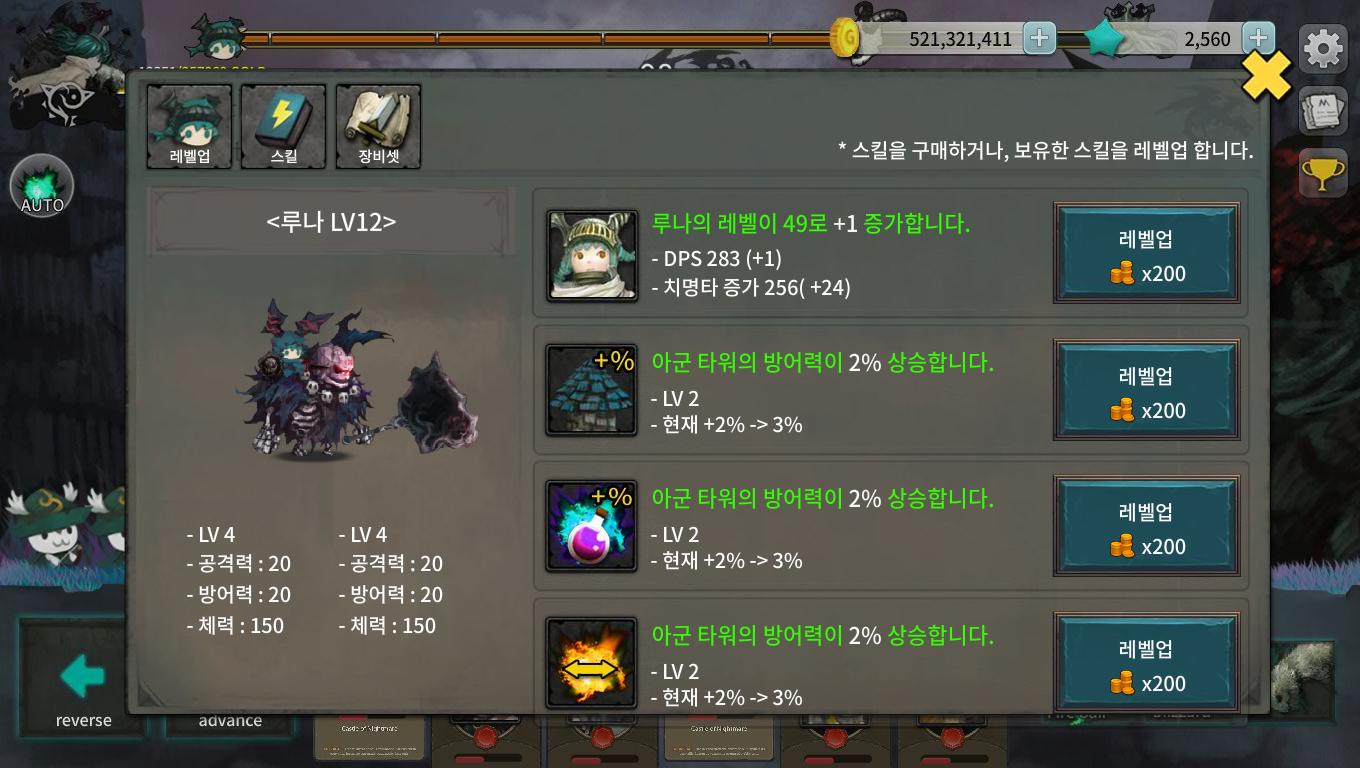 521,321,411
2,560
레벨업
스킬
장비셋
* 스킬을 구매하거나, 보유한 스킬을 레벨업 합니다.
AUTO
<루나 LV12>
루나의 레벨이 49로 +1 증가합니다.
- DPS 283 (+1)
- 치명타 증가 256( +24)
레벨업
x200
+%
아군 타워의 방어력이 2% 상승합니다.
- LV 2
- 현재 +2% -> 3%
레벨업
x200
+%
아군 타워의 방어력이 2% 상승합니다.
- LV 2
- 현재 +2% -> 3%
레벨업
x200
아군 타워의 방어력이 2% 상승합니다.
- LV 2
- 현재 +2% -> 3%
레벨업
x200
- LV 4
- 공격력 : 20
- 방어력 : 20
- 체력 : 150
- LV 4
- 공격력 : 20
- 방어력 : 20
- 체력 : 150
reverse
advance
Castle of Nightmare
Castle of Nightmare